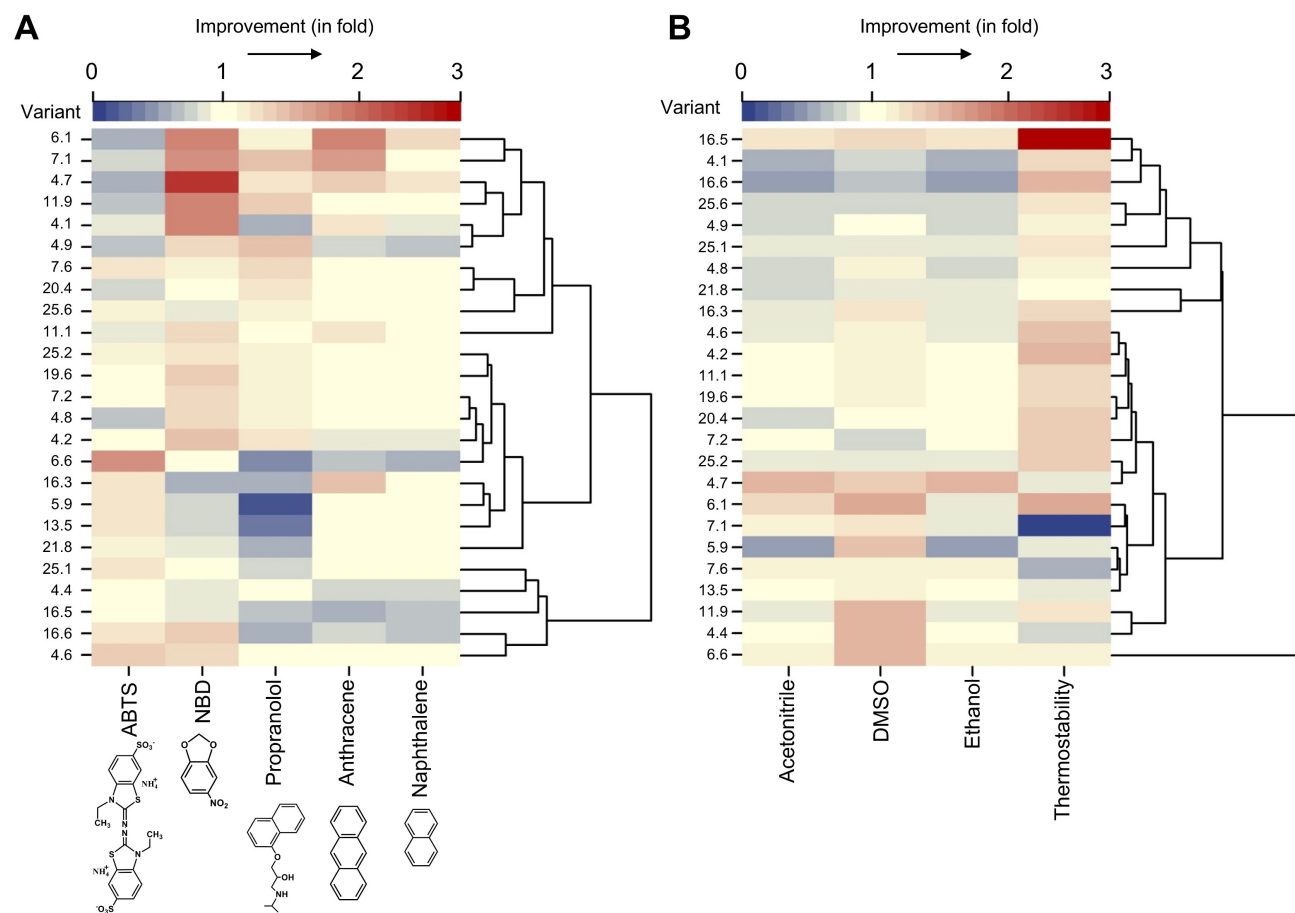 A
Improvement (in fold)
0 1 2 3
Variant
6.1
7.1
4.7
11.9
4.1
4.9
7.6
20.4
25.6
11.1
25.2
19.6
7.2
4.8
4.2
6.6
16.3
5.9
13.5
21.8
25.1
4.4
16.5
16.6
4.6
ABTS
NBD
Propranolol
Anthracene
Naphthalene
SO₃⁻
NH₄⁺
N
S
CH₃
N
N
CH₃
S
N
NH₄⁺
⁻O₃S
O
O
NO₂
O
OH
NH
B
Improvement (in fold)
0 1 2 3
Variant
16.5
4.1
16.6
25.6
4.9
25.1
4.8
21.8
16.3
4.6
4.2
11.1
19.6
20.4
7.2
25.2
4.7
6.1
7.1
5.9
7.6
13.5
11.9
4.4
6.6
Acetonitrile
DMSO
Ethanol
Thermostability